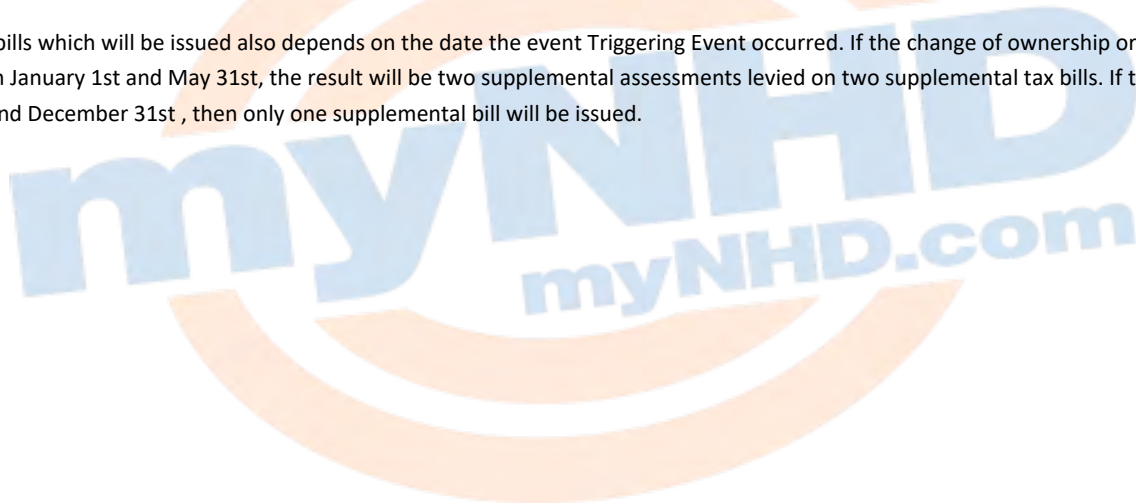 bills which will be issued also depends on the date the event Triggering Event occurred. If the change of ownership or
January 1st and May 31st, the result will be two supplemental assessments levied on two supplemental tax bills. If
nd December 31st , then only one supplemental bill will be issued.
myNHD
myNHD.com